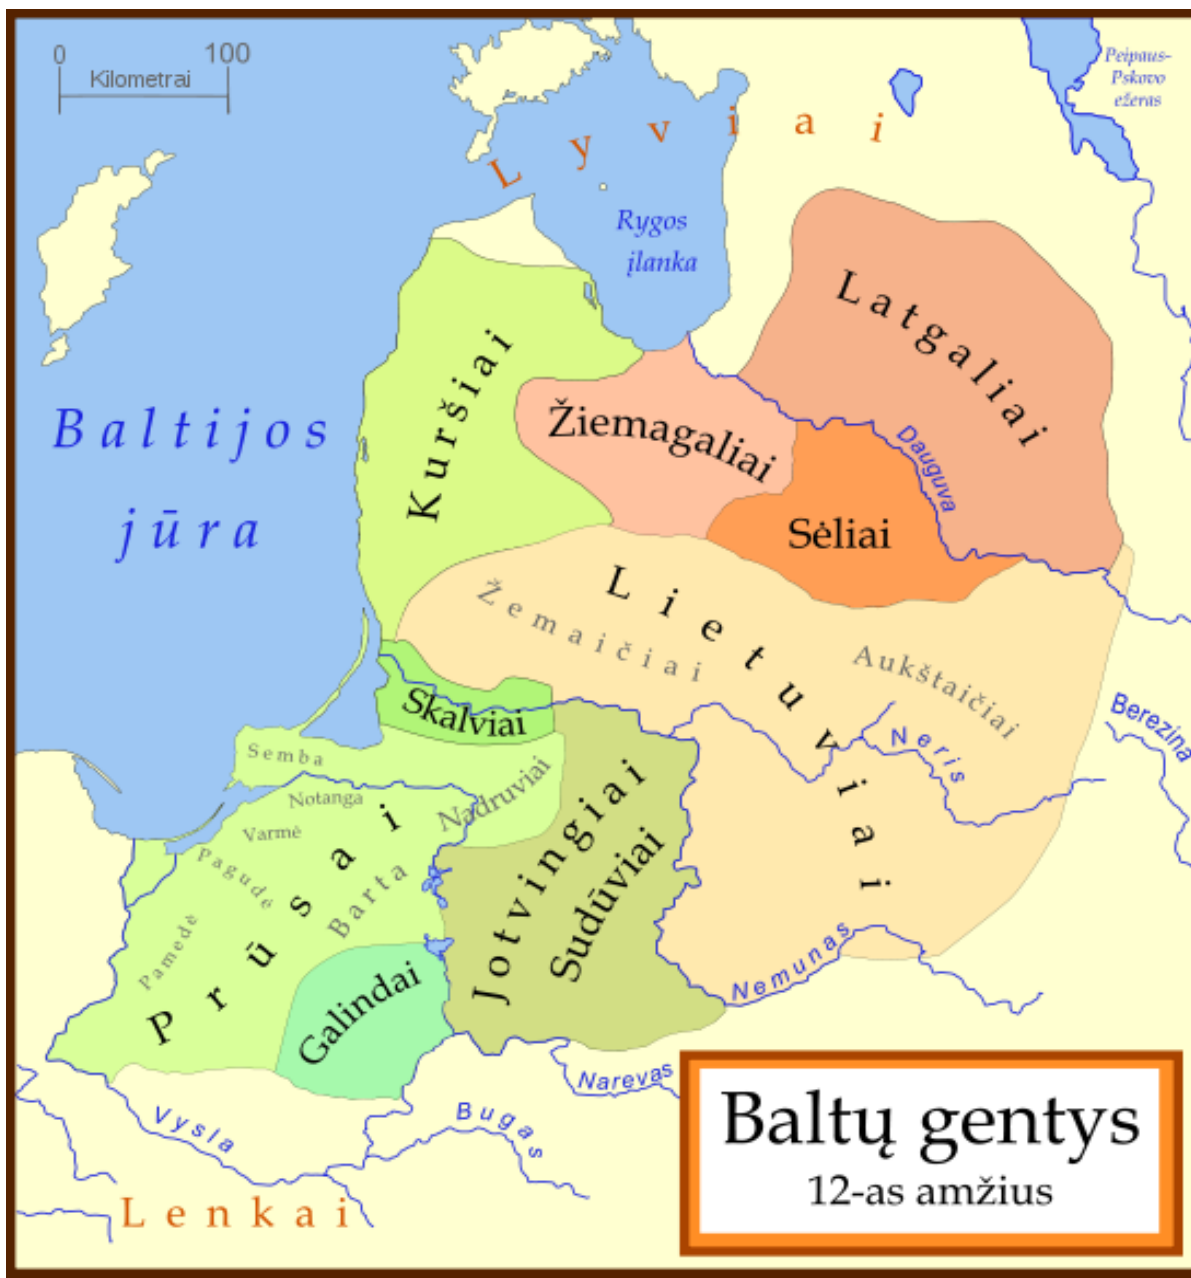 0 100
Kilometrai
Peipaus-
Pskovo
ežeras
Lyviai
Rygos
įlanka
Latgaliai
Kuršiai
Baltijos
jūra
Žiemagaliai
Dauguva
Sėliai
Lietuviai
Žemaičiai
Aukštaičiai
Skalviai
Berezina
Neris
Semba
Notanga
Nadruviai
Varmė
Prūsai
Pagudė
Barta
Pamedė
Jotvingiai
Sudūviai
Nemunas
Galindai
Narevas
Vysla
Bugas
Lenkai
Baltų gentys
12-as amžius